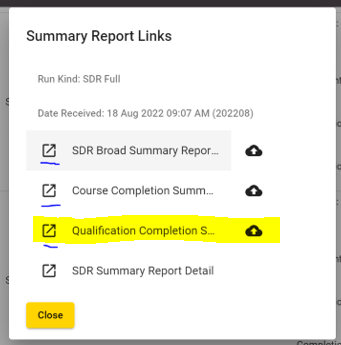 Summary Report Links
Run Kind: SDR Full
Date Received: 18 Aug 2022 09:07 AM (202208)
SDR Broad Summary Repor...
Course Completion Summ...
Qualification Completion S...
SDR Summary Report Detail
Close